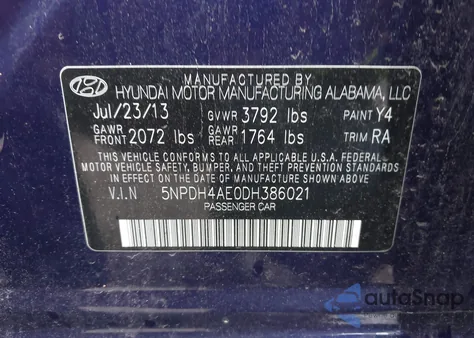 MANUFACTURED BY
HYUNDAI MOTOR MANUFACTURING ALABAMA, LLC
Jul/23/13 GVWR 3792 lbs PAINT Y4
GAWR FRONT 2072 lbs GAWR REAR 1764 lbs TRIM RA
THIS VEHICLE CONFORMS TO ALL APPLICABLE U.S.A. FEDERAL
MOTOR VEHICLE SAFETY, BUMPER, AND THEFT PREVENTION
STANDARDS IN EFFECT ON THE DATE OF MANUFACTURE
SHOWN ABOVE.
V.I.N 5NPDH4AE0DH386021
PASSENGER CAR
autoSnap